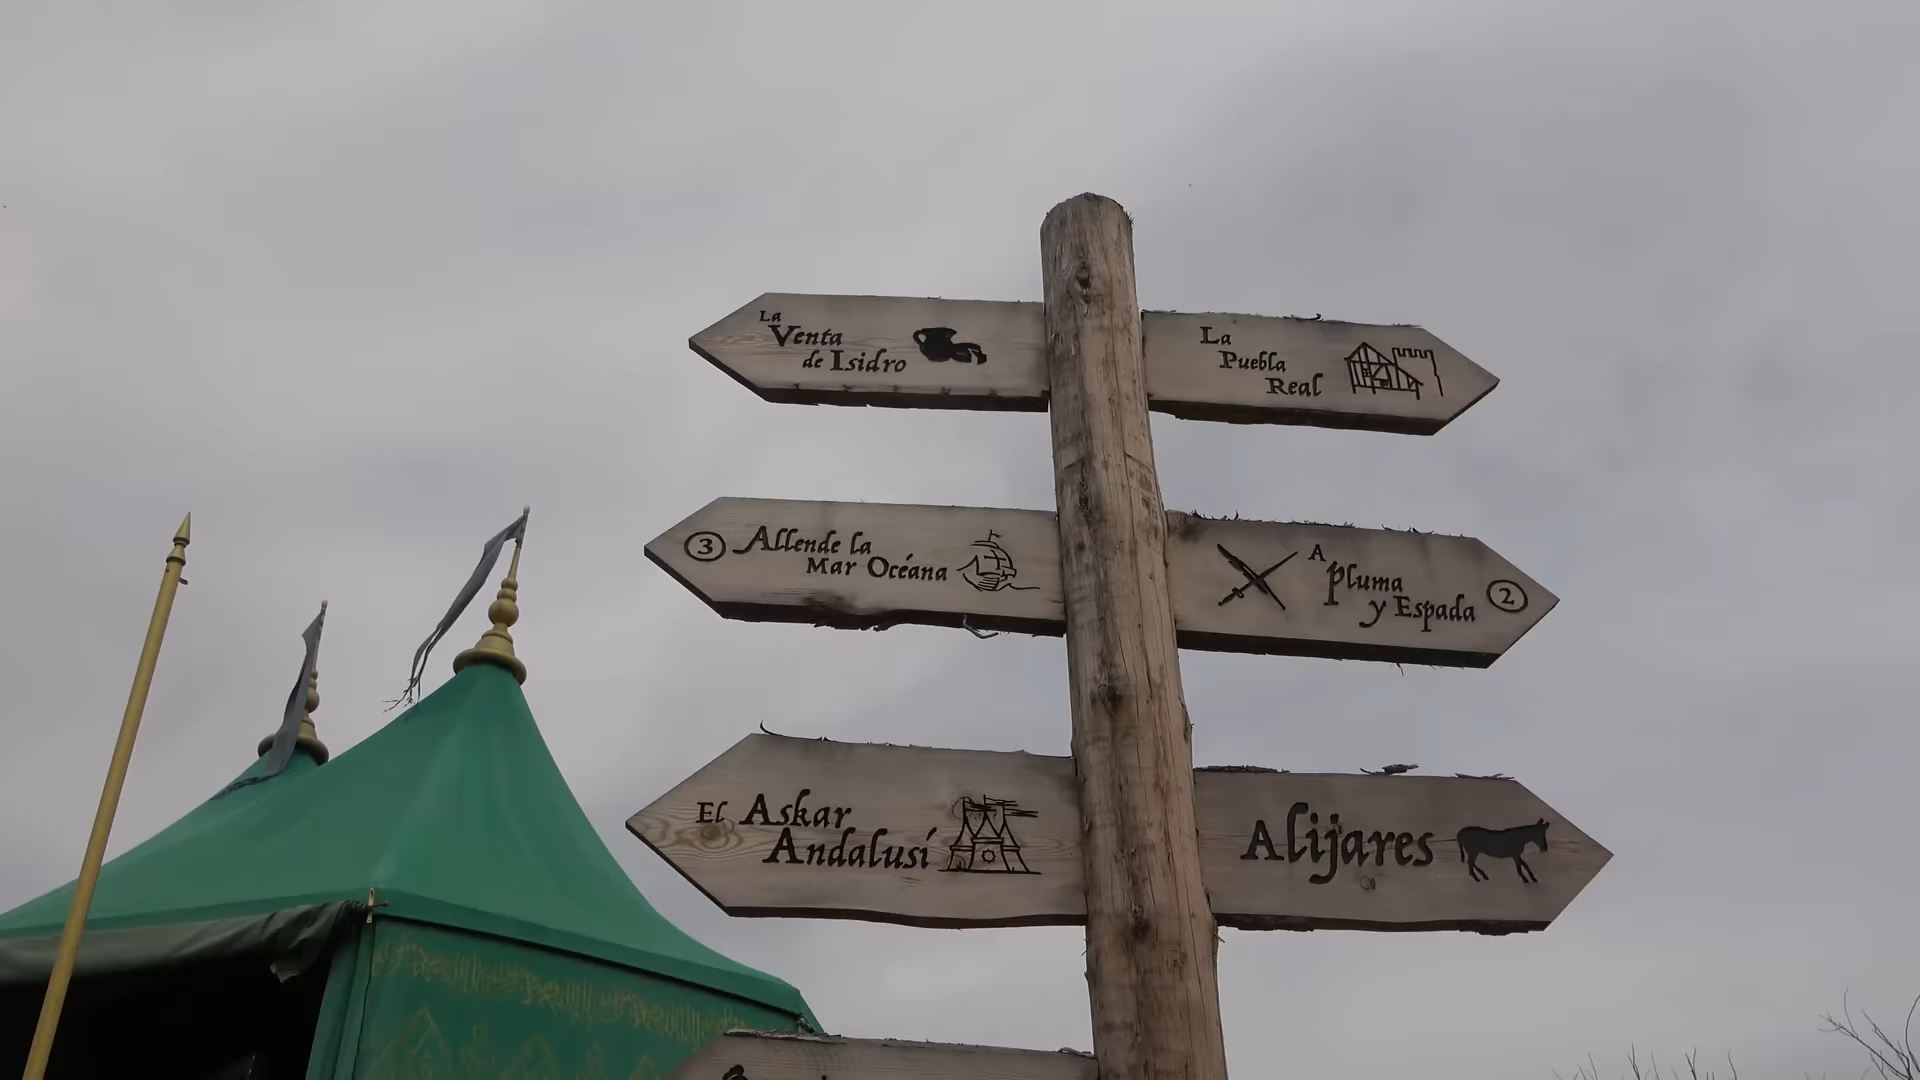 La
Venta
de Isidro
La
Puebla
Real
3 Allende la
Mar Océana
A
Pluma
y Espada 2
El Askar
Andalusí
Alijares